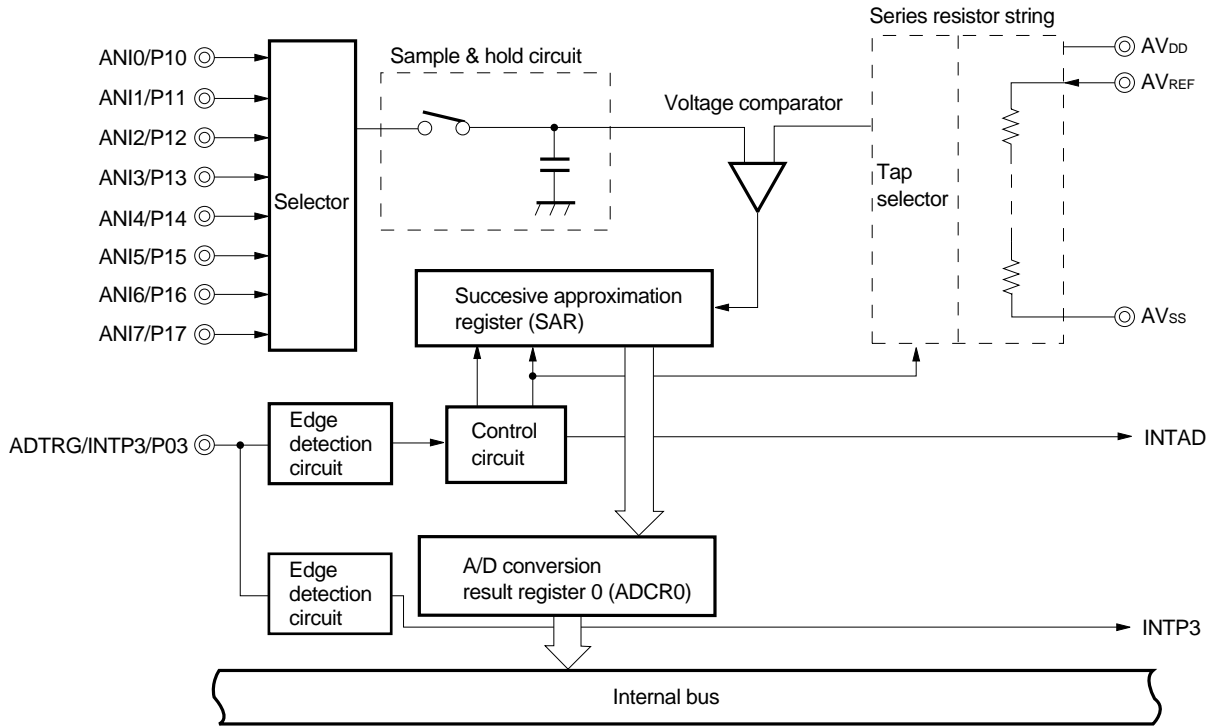 Series resistor string
ANI0/P10
ANI1/P11
ANI2/P12
ANI3/P13
ANI4/P14
ANI5/P15
ANI6/P16
ANI7/P17
Selector
Sample & hold circuit
Voltage comparator
Tap
selector
AVDD
AVREF
AVSS
Succesive approximation
register (SAR)
ADTRG/INTP3/P03
Edge
detection
circuit
Control
circuit
INTAD
Edge
detection
circuit
A/D conversion
result register 0 (ADCR0)
INTP3
Internal bus